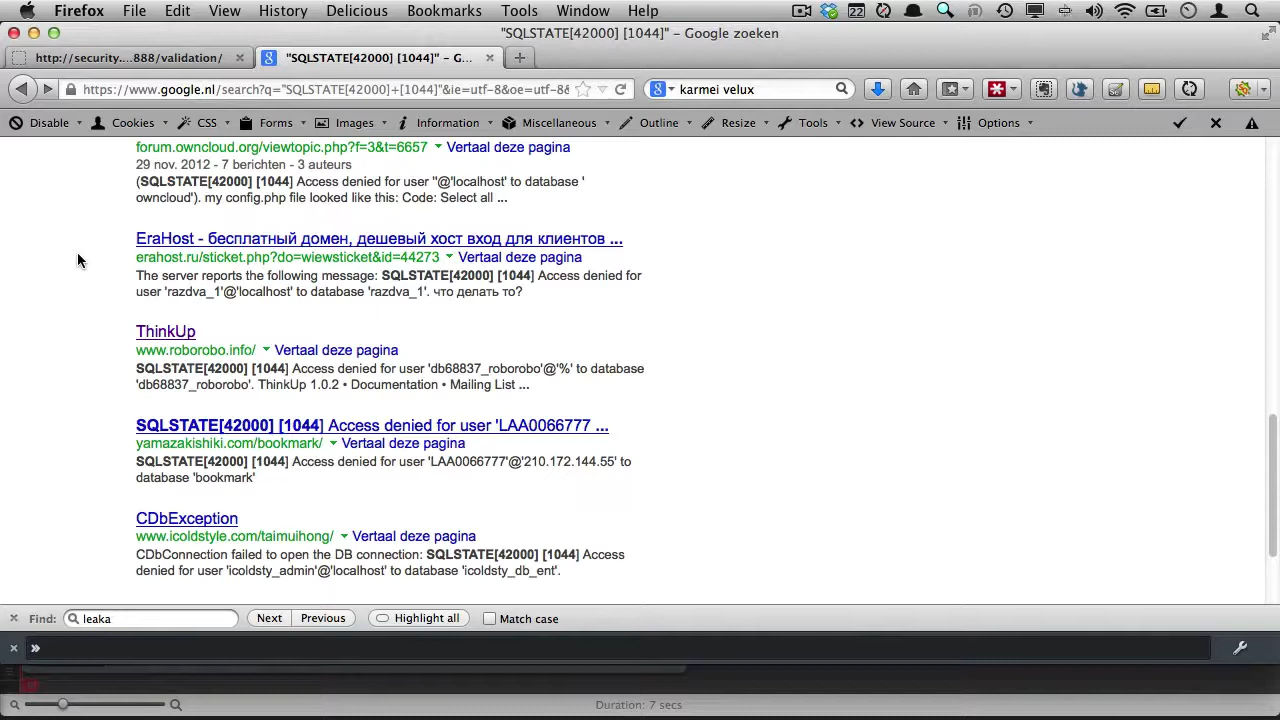 Firefox File Edit View History Delicious Bookmarks Tools Window Help
"SQLSTATE[42000] [1044]" – Google zoeken
http://security....888/validation/ "SQLSTATE[42000] [1044]" – G...
https://www.google.nl/search?q="SQLSTATE[42000]+[1044]"&ie=utf-8&oe=utf-8& karmei velux
Disable Cookies CSS Forms Images Information Miscellaneous Outline Resize Tools View Source Options
forum.owncloud.org/viewtopic.php?f=3&t=6657 Vertaal deze pagina
29 nov. 2012 - 7 berichten - 3 auteurs
(SQLSTATE[42000] [1044] Access denied for user ''@'localhost' to database '
owncloud'). my config.php file looked like this: Code: Select all ...
EraHost - бесплатный домен, дешевый хост вход для клиентов ...
erahost.ru/sticket.php?do=wiewsticket&id=44273 Vertaal deze pagina
The server reports the following message: SQLSTATE[42000] [1044] Access denied for
user 'razdva_1'@'localhost' to database 'razdva_1'. что делать то?
ThinkUp
www.roborobo.info/ Vertaal deze pagina
SQLSTATE[42000] [1044] Access denied for user 'db68837_roborobo'@'%' to database
'db68837_roborobo'. ThinkUp 1.0.2 • Documentation • Mailing List ...
SQLSTATE[42000] [1044] Access denied for user 'LAA0066777 ...
yamazakishiki.com/bookmark/ Vertaal deze pagina
SQLSTATE[42000] [1044] Access denied for user 'LAA0066777'@'210.172.144.55' to
database 'bookmark'
CDbException
www.icoldstyle.com/taimuihong/ Vertaal deze pagina
CDbConnection failed to open the DB connection: SQLSTATE[42000] [1044] Access
denied for user 'icoldsty_admin'@'localhost' to database 'icoldsty_db_ent'.
Find: leaka Next Previous Highlight all Match case
Duration: 7 secs